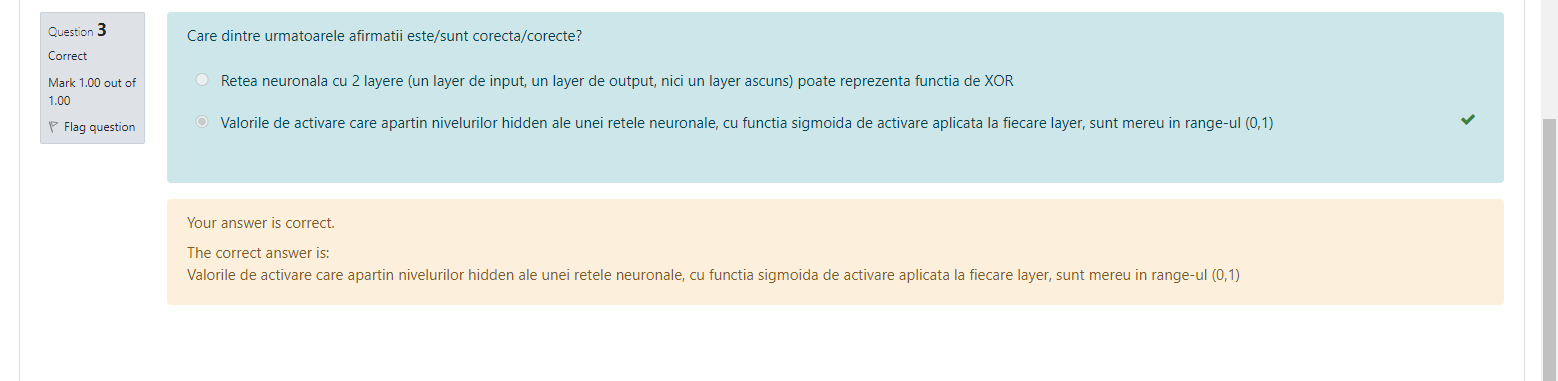 Question 3
Correct
Mark 1.00 out of
1.00
Flag question
Care dintre urmatoarele afirmatii este/sunt corecta/corecte?
Retea neuronala cu 2 layere (un layer de input, un layer de output, nici un layer ascuns) poate reprezenta functia de XOR
Valorile de activare care apartin nivelurilor hidden ale unei retele neuronale, cu functia sigmoida de activare aplicata la fiecare layer, sunt mereu in range-ul (0,1)
Your answer is correct.
The correct answer is:
Valorile de activare care apartin nivelurilor hidden ale unei retele neuronale, cu functia sigmoida de activare aplicata la fiecare layer, sunt mereu in range-ul (0,1)